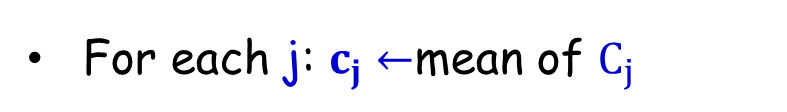 • For each j: cⱼ ←mean of Cⱼ